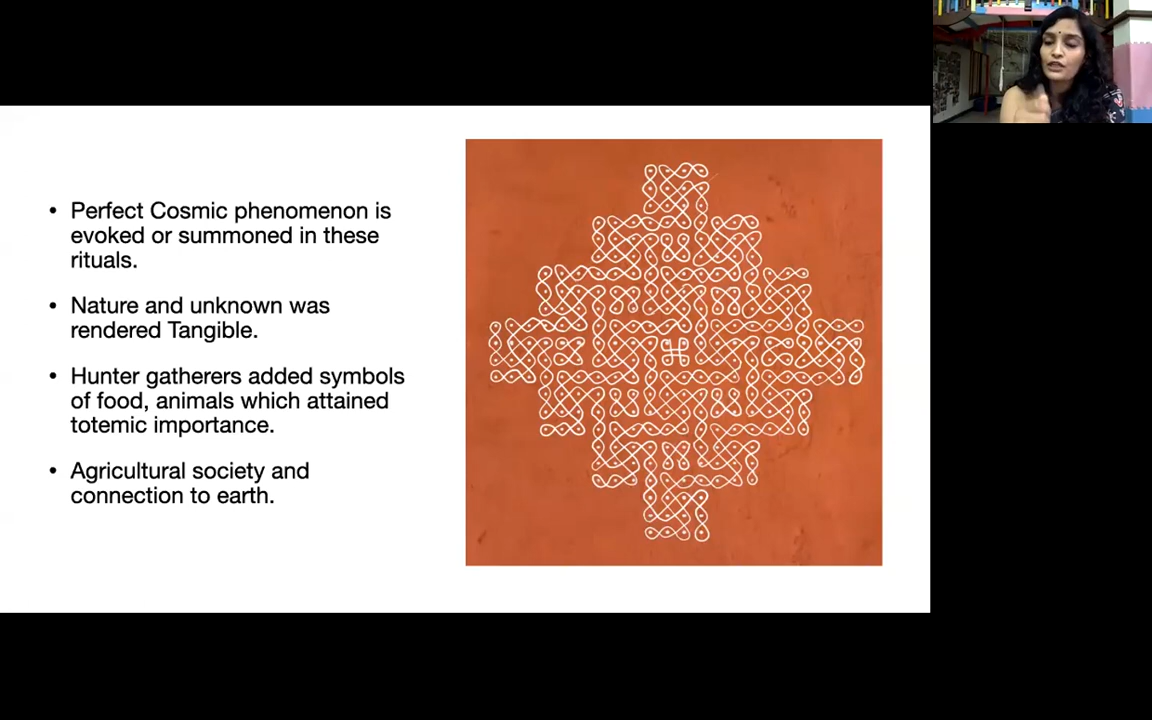 • Perfect Cosmic phenomenon is
evoked or summoned in these
rituals.
• Nature and unknown was
rendered Tangible.
• Hunter gatherers added symbols
of food, animals which attained
totemic importance.
• Agricultural society and
connection to earth.